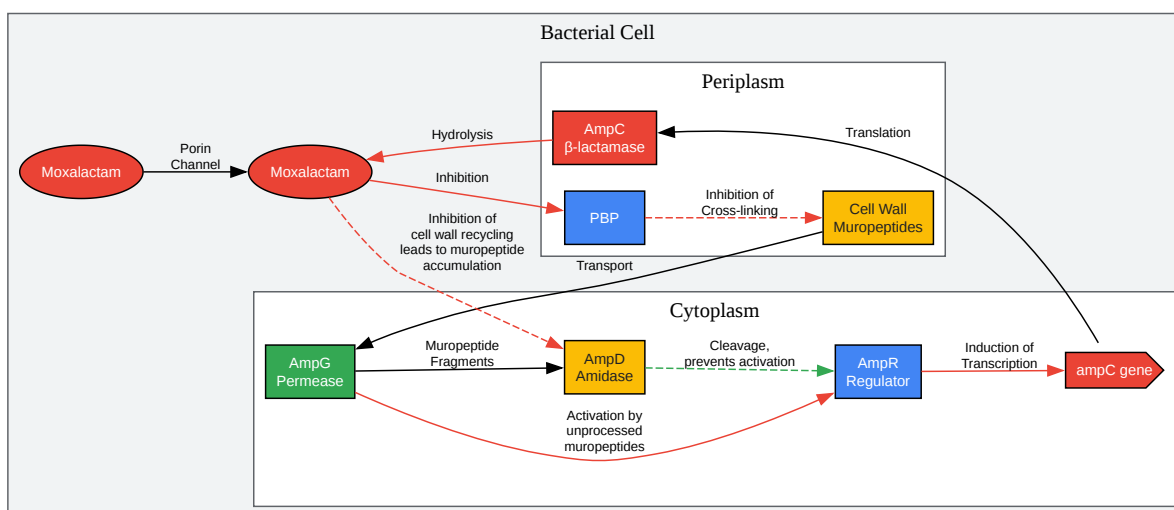 Bacterial Cell
Periplasm
AmpC
β-lactamase
Translation
Hydrolysis
Porin
Channel
Moxalactam
Moxalactam
Inhibition
PBP
Inhibition of
Cross-linking
Cell Wall
Muropeptides
Inhibition of
cell wall recycling
leads to muropeptide
accumulation
Transport
Cytoplasm
AmpG
Permease
Muropeptide
Fragments
AmpD
Amidase
Cleavage,
prevents activation
AmpR
Regulator
Induction of
Transcription
ampC gene
Activation by
unprocessed
muropeptides